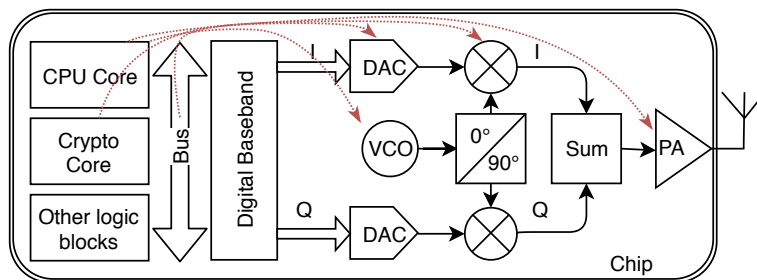 CPU Core
Crypto
Core
Other logic
blocks
Bus
Digital Baseband
I
DAC
I
VCO
0°
90°
Sum
PA
Q
DAC
Q
Chip